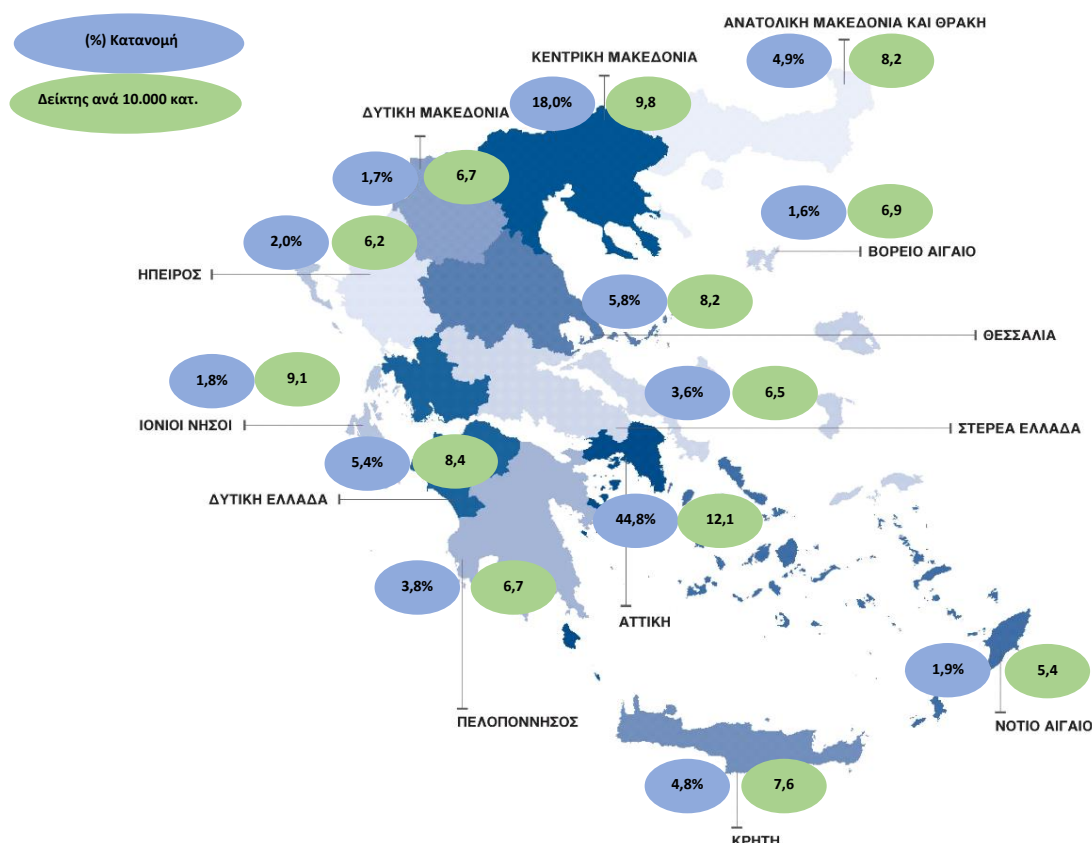 (%) Κατανομή
Δείκτης ανά 10.000 κατ.
ΑΝΑΤΟΛΙΚΗ ΜΑΚΕΔΟΝΙΑ ΚΑΙ ΘΡΑΚΗ
4,9% 8,2
ΚΕΝΤΡΙΚΗ ΜΑΚΕΔΟΝΙΑ
18,0% 9,8
ΔΥΤΙΚΗ ΜΑΚΕΔΟΝΙΑ
1,7% 6,7
1,6% 6,9
ΒΟΡΕΙΟ ΑΙΓΑΙΟ
2,0% 6,2
ΗΠΕΙΡΟΣ
5,8% 8,2
ΘΕΣΣΑΛΙΑ
1,8% 9,1
ΙΟΝΙΟΙ ΝΗΣΟΙ
3,6% 6,5
ΣΤΕΡΕΑ ΕΛΛΑΔΑ
5,4% 8,4
ΔΥΤΙΚΗ ΕΛΛΑΔΑ
44,8% 12,1
ΑΤΤΙΚΗ
3,8% 6,7
ΠΕΛΟΠΟΝΝΗΣΟΣ
1,9% 5,4
ΝΟΤΙΟ ΑΙΓΑΙΟ
4,8% 7,6
ΚΡΗΤΗ